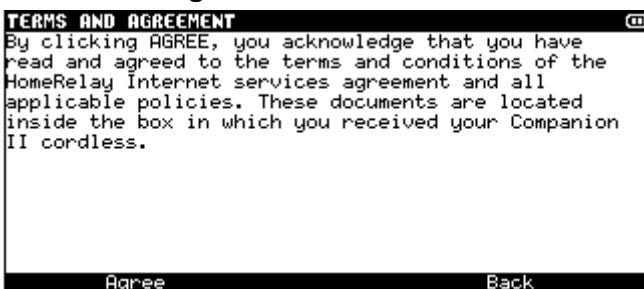 TERMS AND AGREEMENT
By clicking AGREE, you acknowledge that you have
read and agreed to the terms and conditions of the
HomeRelay Internet services agreement and all
applicable policies. These documents are located
inside the box in which you received your Companion
II cordless.
Agree Back